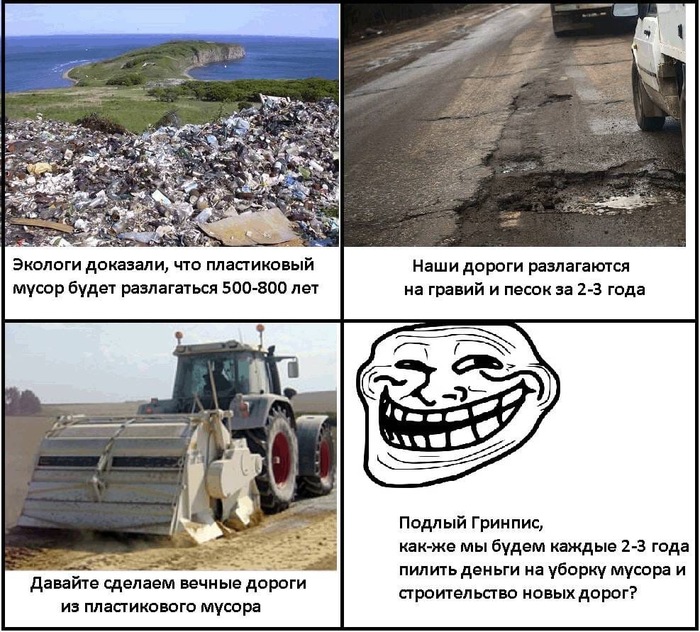 Экологи доказали, что пластиковый
мусор будет разлагаться 500-800 лет
Наши дороги разлагаются
на гравий и песок за 2-3 года
Давайте сделаем вечные дороги
из пластикового мусора
Подлый Гринпис,
как-же мы будем каждые 2-3 года
пилить деньги на уборку мусора и
строительство новых дорог?